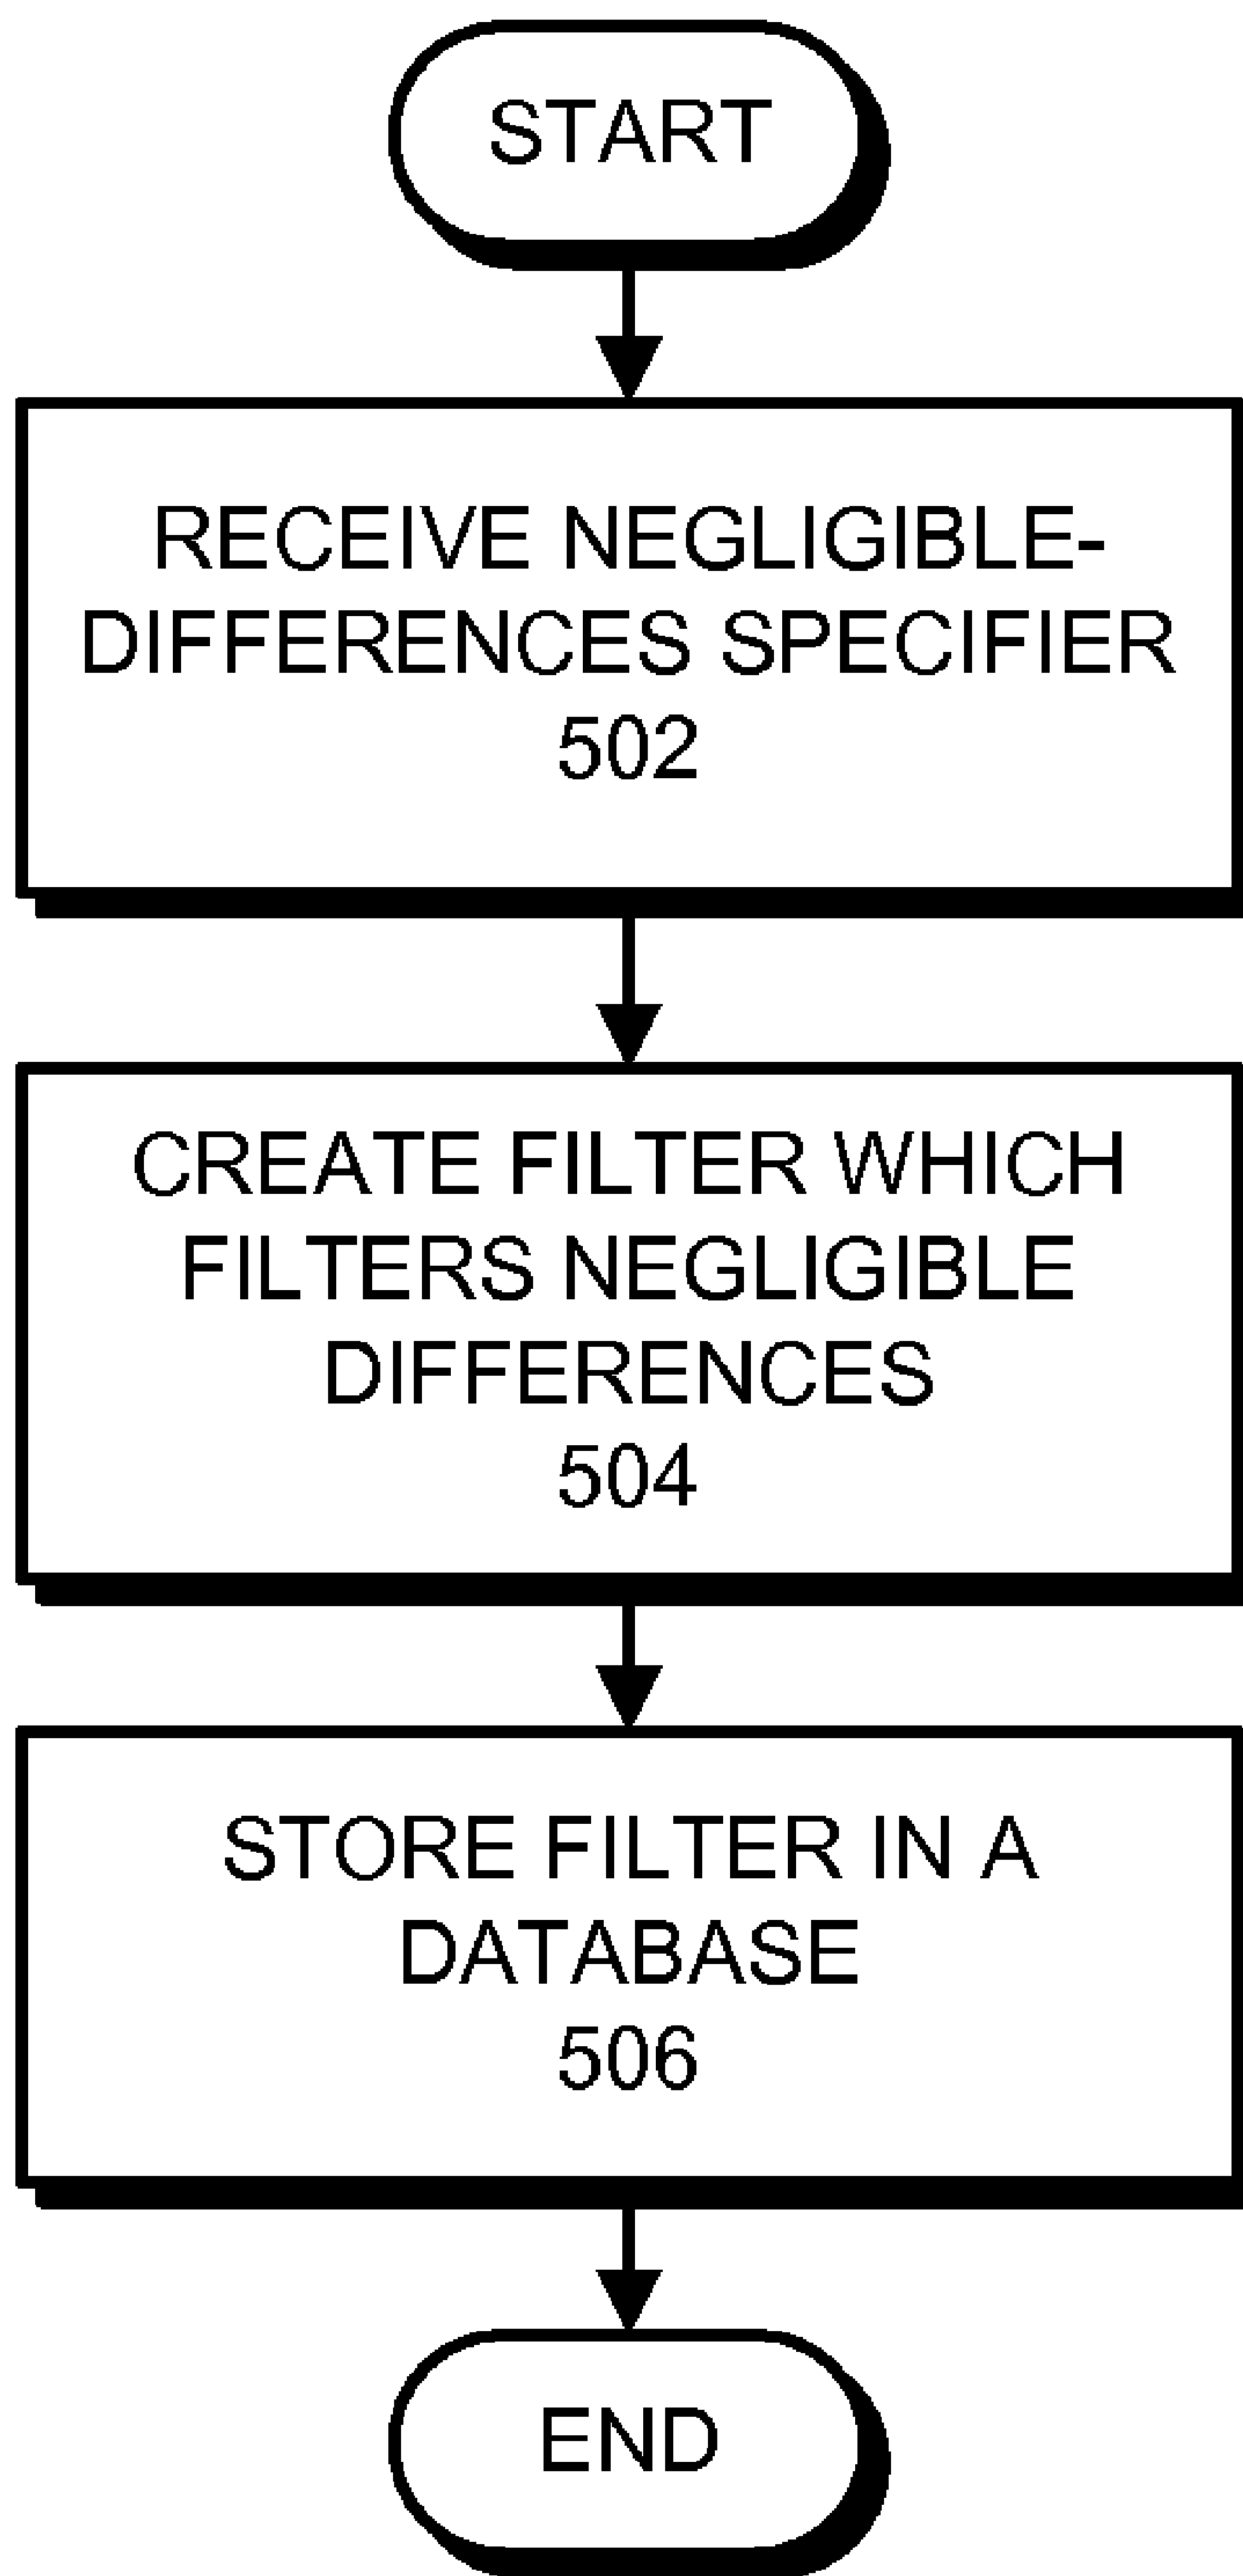 START
RECEIVE NEGLIGIBLE-
DIFFERENCES SPECIFIER
502
CREATE FILTER WHICH
FILTERS NEGLIGIBLE
DIFFERENCES
504
STORE FILTER IN A
DATABASE
506
END